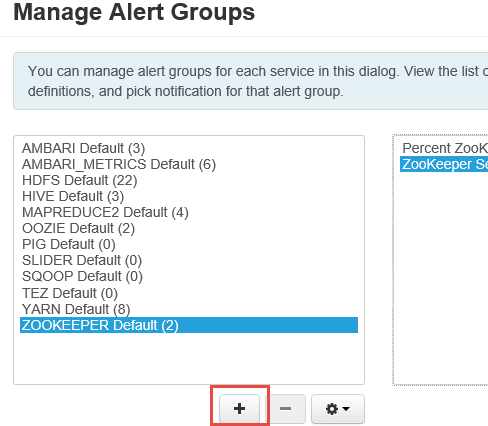 Manage Alert Groups
You can manage alert groups for each service in this dialog. View the list
definitions, and pick notification for that alert group.
AMBARI Default (3)
AMBARI_METRICS Default (6)
HDFS Default (22)
HIVE Default (3)
MAPREDUCE2 Default (4)
OOZIE Default (2)
PIG Default (0)
SLIDER Default (0)
SQOOP Default (0)
TEZ Default (0)
YARN Default (8)
ZOOKEEPER Default (2)
Percent ZooK
ZooKeeper Se